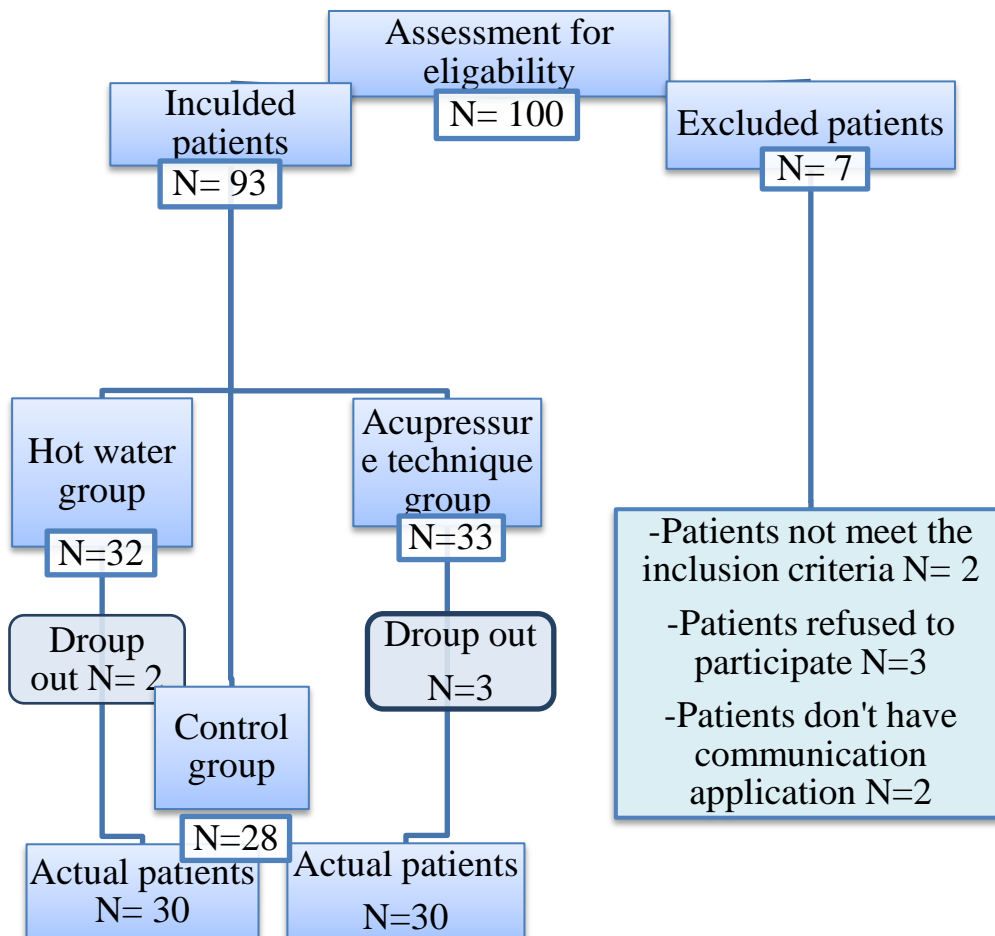 Assessment for
eligability
N= 100
Inculded
patients
N= 93
Excluded patients
N= 7
Hot water
group
N=32
Acupressur
e technique
group
N=33
-Patients not meet the
inclusion criteria N= 2
-Patients refused to
participate N=3
-Patients don't have
communication
application N=2
Droup
out N= 2
Droup out
N=3
Control
group
N=28
Actual patients
N= 30
Actual patients
N=30